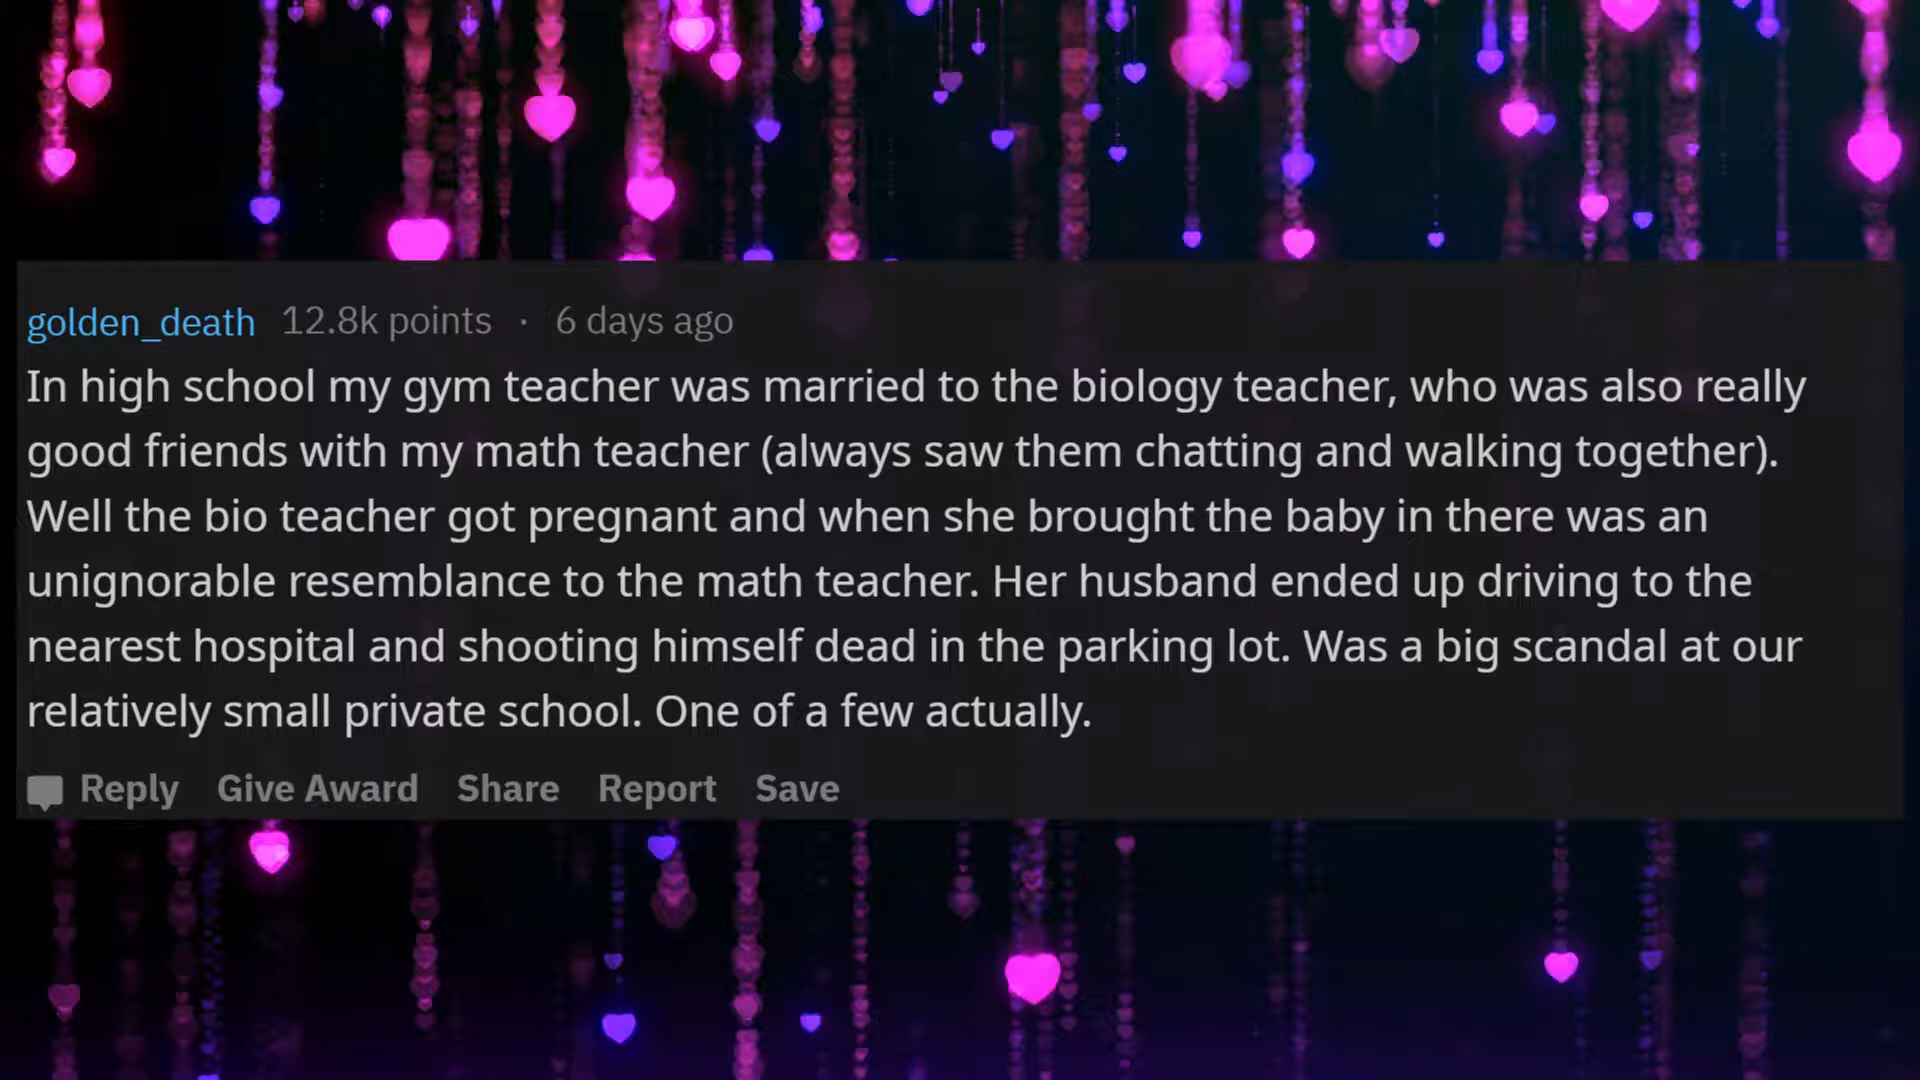 golden_death 12.8k points · 6 days ago
In high school my gym teacher was married to the biology teacher, who was also really
good friends with my math teacher (always saw them chatting and walking together).
Well the bio teacher got pregnant and when she brought the baby in there was an
unignorable resemblance to the math teacher. Her husband ended up driving to the
nearest hospital and shooting himself dead in the parking lot. Was a big scandal at our
relatively small private school. One of a few actually.
Reply Give Award Share Report Save